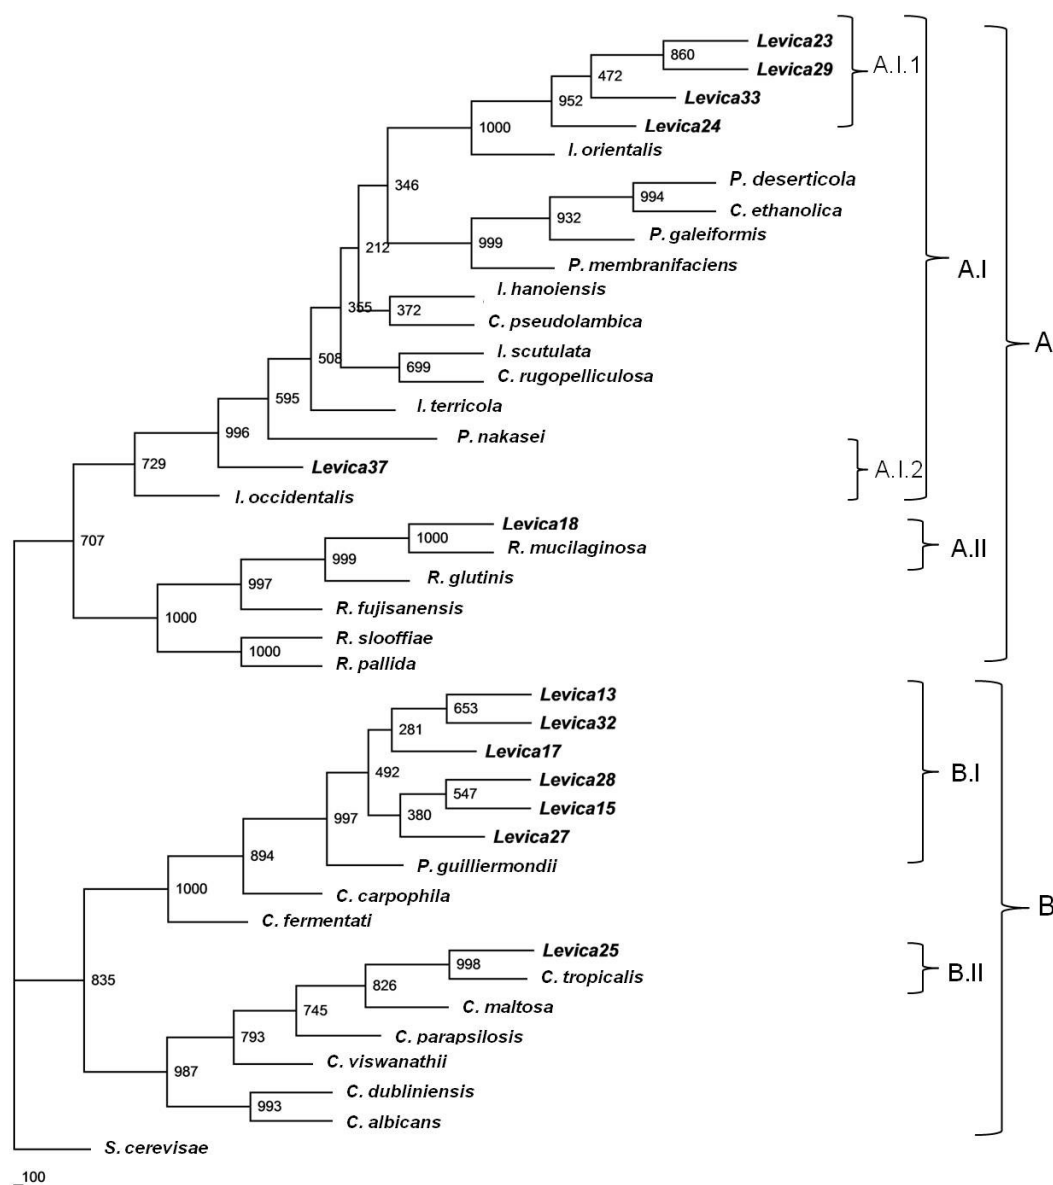 Levica23
860
Levica29
A.I.1
472
Levica33
952
Levica24
1000
I. orientalis
P. deserticola
346
994
C. ethanolica
932
P. galeiformis
999
212
P. membranifaciens
A.I
I. hanoiensis
355
372
C. pseudolambica
A
I. scutulata
508
699
C. rugopelliculosa
595
I. terricola
996
P. nakasei
729
Levica37
A.I.2
I. occidentalis
Levica18
707
1000
R. mucilaginosa
A.II
999
R. glutinis
997
R. fujisanensis
1000
R. slooffiae
1000
R. pallida
Levica13
653
Levica32
281
Levica17
492
B.I
Levica28
547
Levica15
997
380
Levica27
894
P. guilliermondii
1000
C. carpophila
B
C. fermentati
Levica25
998
B.II
835
C. tropicalis
826
C. maltosa
745
C. parapsilosis
793
C. viswanathii
987
C. dubliniensis
993
C. albicans
S. cerevisae
100